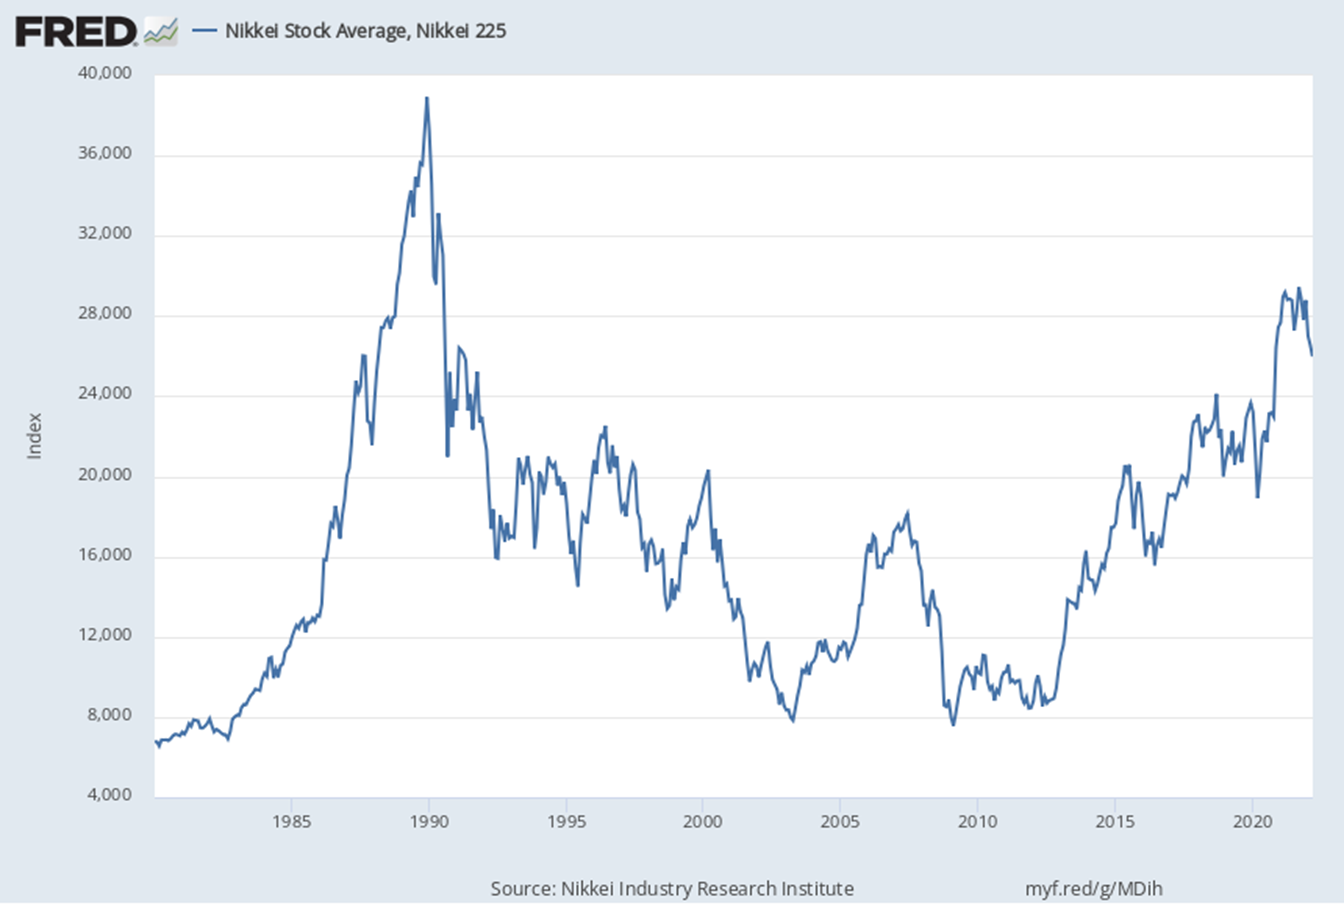 FRED
Nikkei Stock Average, Nikkei 225
40,000
36,000
32,000
28,000
24,000
20,000
16,000
12,000
8,000
4,000
Index
1985 1990 1995 2000 2005 2010 2015 2020
Source: Nikkei Industry Research Institute
myf.red/g/MDih